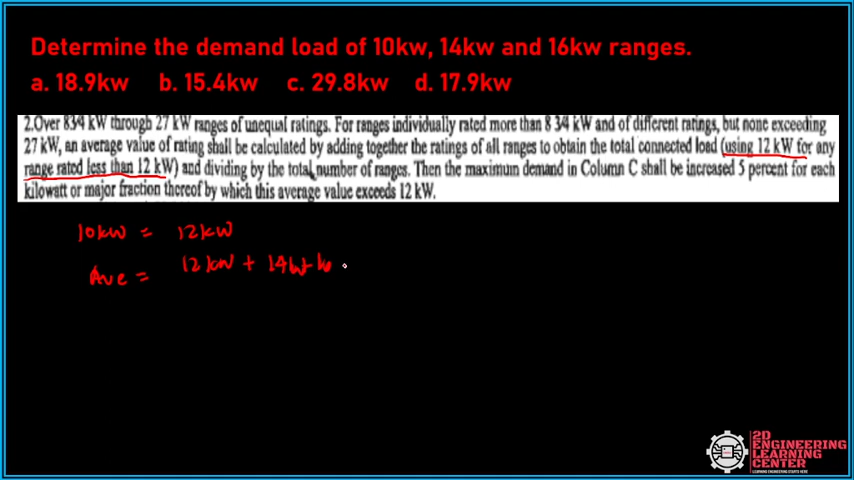 Determine the demand load of 10kw, 14kw and 16kw ranges.
a. 18.9kw b. 15.4kw c. 29.8kw d. 17.9kw
2.Over 83⁄4 kW through 27 kW ranges of unequal ratings. For ranges individually rated more than 8 3⁄4 kW and of different ratings, but none exceeding
27 kW, an average value of rating shall be calculated by adding together the ratings of all ranges to obtain the total connected load (using 12 kW for any
range rated less than 12 kW) and dividing by the total number of ranges. Then the maximum demand in Column C shall be increased 5 percent for each
kilowatt or major fraction thereof by which this average value exceeds 12 kW.
10kW = 12kW
Ave = 12kW + 14kW
2D
ENGINEERING
LEARNING
CENTER
LEARNING ENGINEERING STARTS HERE